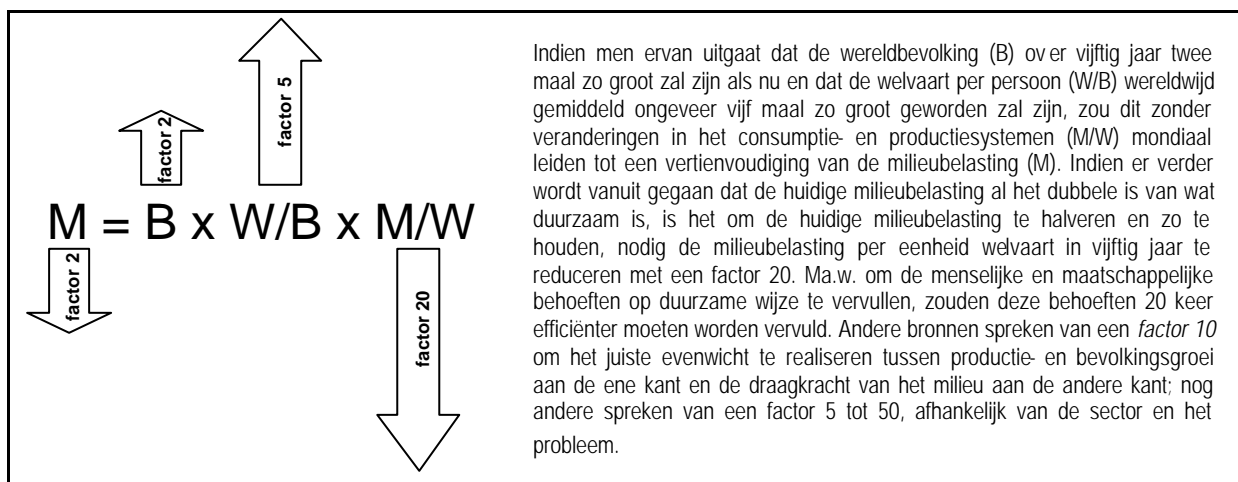 factor 5
factor 2
M = B x W/B x M/W
factor 2
factor 20
Indien men ervan uitgaat dat de wereldbevolking (B) over vijftig jaar twee
maal zo groot zal zijn als nu en dat de welvaart per persoon (W/B) wereldwijd
gemiddeld ongeveer vijf maal zo groot geworden zal zijn, zou dit zonder
veranderingen in het consumptie- en productiesystemen (M/W) mondiaal
leiden tot een vertienvoudiging van de milieubelasting (M). Indien er verder
wordt vanuit gegaan dat de huidige milieubelasting al het dubbele is van wat
duurzaam is, is het om de huidige milieubelasting te halveren en zo te
houden, nodig de milieubelasting per eenheid welvaart in vijftig jaar te
reduceren met een factor 20. Ma.w. om de menselijke en maatschappelijke
behoeften op duurzame wijze te vervullen, zouden deze behoeften 20 keer
efficiënter moeten worden vervuld. Andere bronnen spreken van een factor 10
om het juiste evenwicht te realiseren tussen productie- en bevolkingsgroei
aan de ene kant en de draagkracht van het milieu aan de andere kant; nog
andere spreken van een factor 5 tot 50, afhankelijk van de sector en het
probleem.